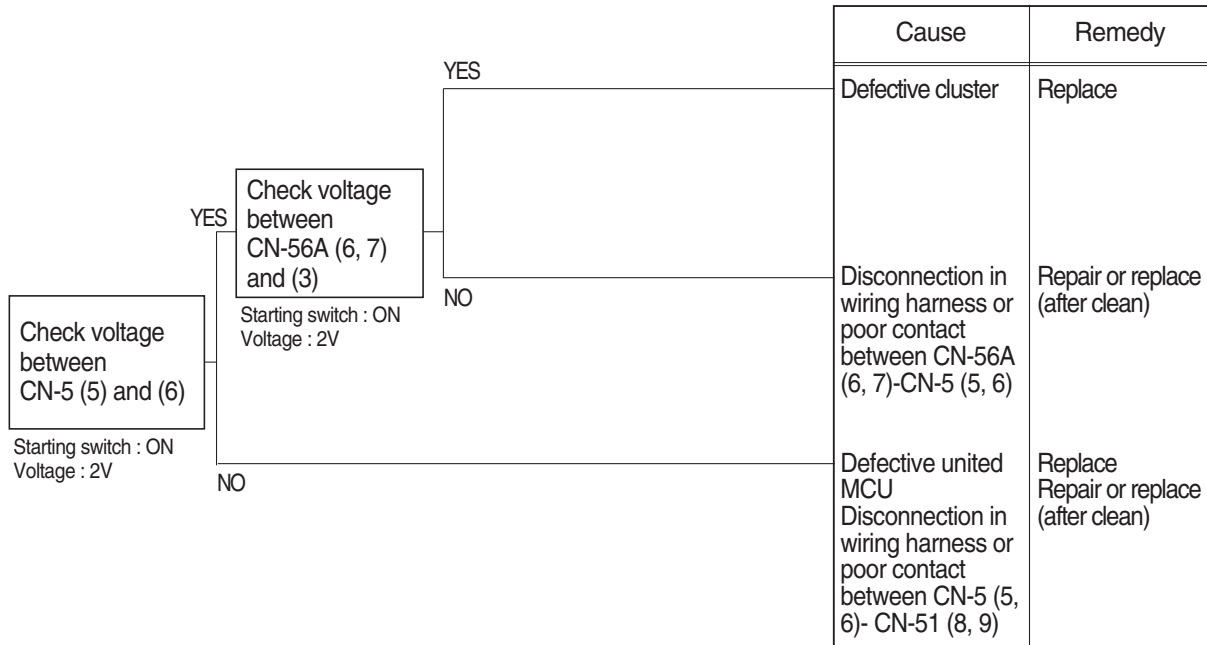 Cause
Remedy
YES
Defective cluster
Replace
Check voltage
between
CN-56A (6, 7)
and (3)
YES
Starting switch : ON
Voltage : 2V
NO
Disconnection in
wiring harness or
poor contact
between CN-56A
(6, 7)-CN-5 (5, 6)
Repair or replace
(after clean)
Check voltage
between
CN-5 (5) and (6)
Starting switch : ON
Voltage : 2V
NO
Defective united
MCU
Disconnection in
wiring harness or
poor contact
between CN-5 (5,
6)- CN-51 (8, 9)
Replace
Repair or replace
(after clean)